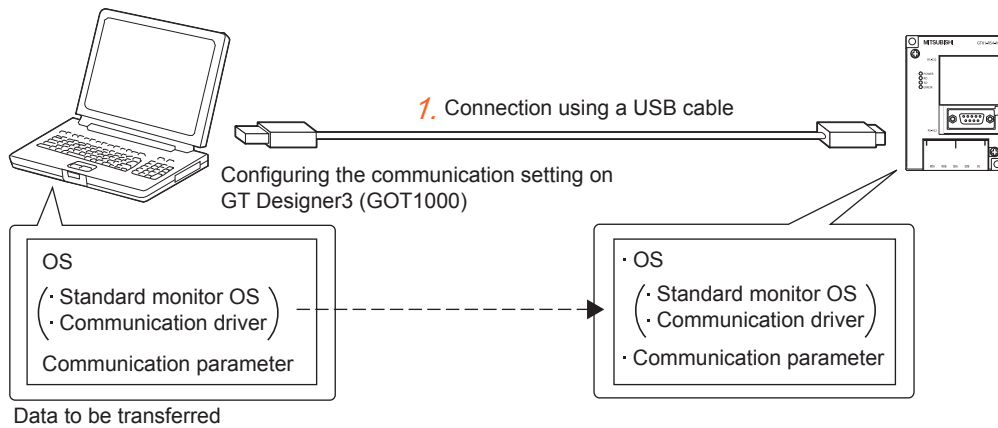 MITSUBISHI
1. Connection using a USB cable
Configuring the communication setting on
GT Designer3 (GOT1000)
OS
· Standard monitor OS
· Communication driver
Communication parameter
Data to be transferred
· OS
· Standard monitor OS
· Communication driver
· Communication parameter